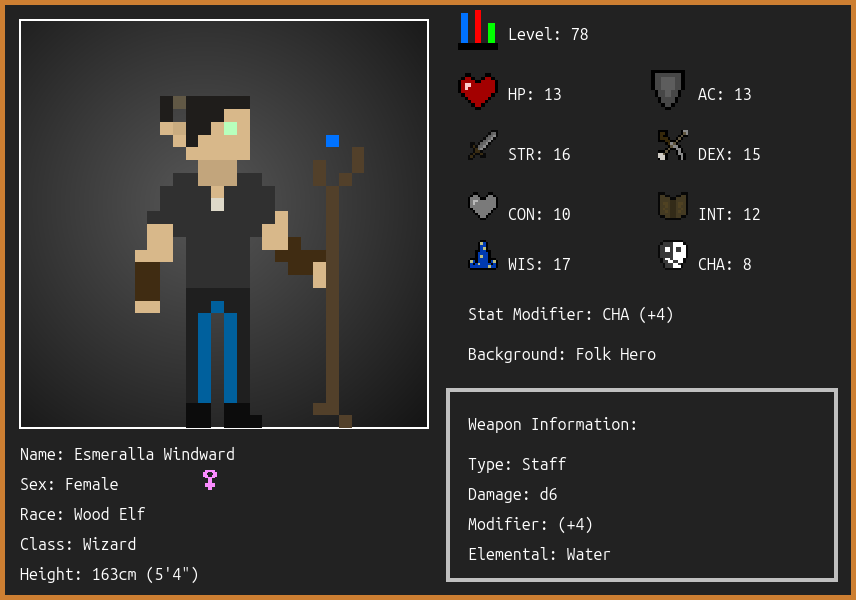 Level: 78
HP: 13
AC: 13
STR: 16
DEX: 15
CON: 10
INT: 12
WIS: 17
CHA: 8
Stat Modifier: CHA (+4)
Background: Folk Hero
Weapon Information:
Type: Staff
Damage: d6
Modifier: (+4)
Elemental: Water
Name: Esmeralla Windward
Sex: Female
Race: Wood Elf
Class: Wizard
Height: 163cm (5'4")